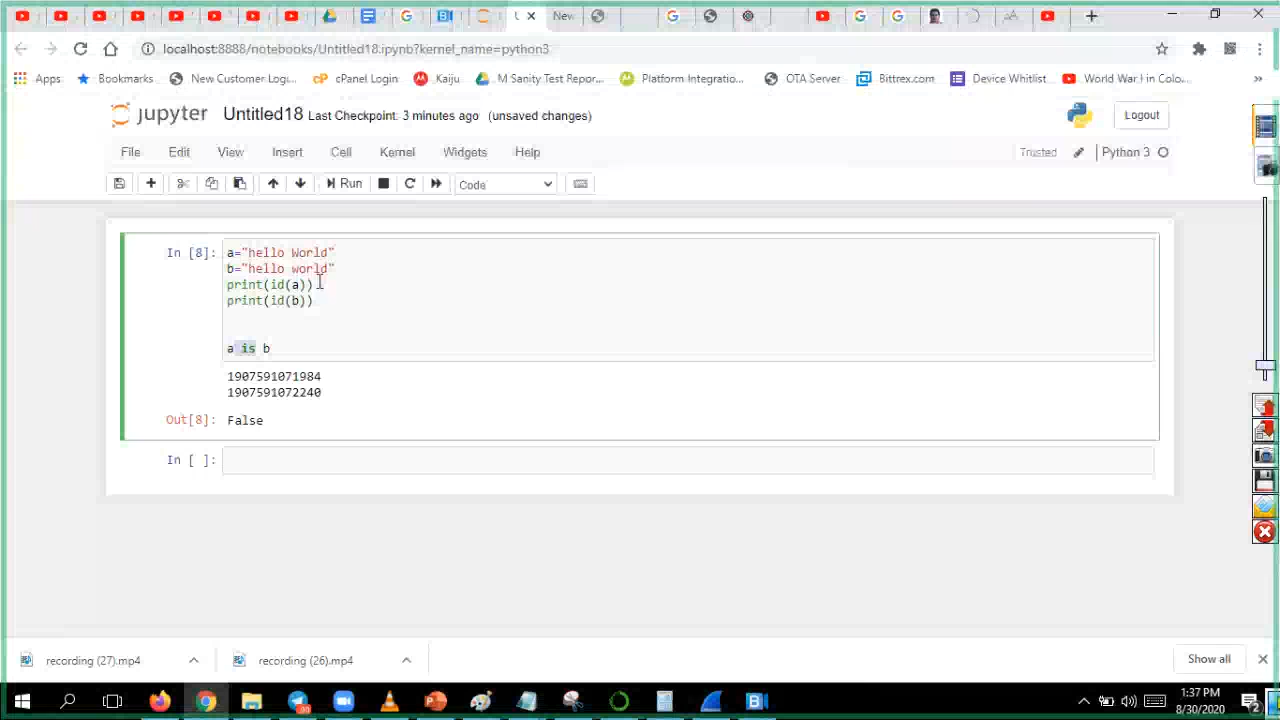 New
localhost:8888/notebooks/Untitled18.ipynb?kernel_name=python3
Apps Bookmarks New Customer Logi... cPanel Login Kaiju M Sanity Test Repor... Platform Integratio... OTA Server Bittrex.com Device Whitlist World War I in Colo... »
jupyter Untitled18 Last Checkpoint: 3 minutes ago (unsaved changes) Logout
File Edit View Insert Cell Kernel Widgets Help Trusted Python 3
Run Code
In [8]: a="hello World"
b="hello world"
print(id(a))
print(id(b))
a is b
1907591071984
1907591072240
Out[8]: False
In [ ]:
recording (27).mp4 recording (26).mp4 Show all
1:37 PM
8/30/2020
2